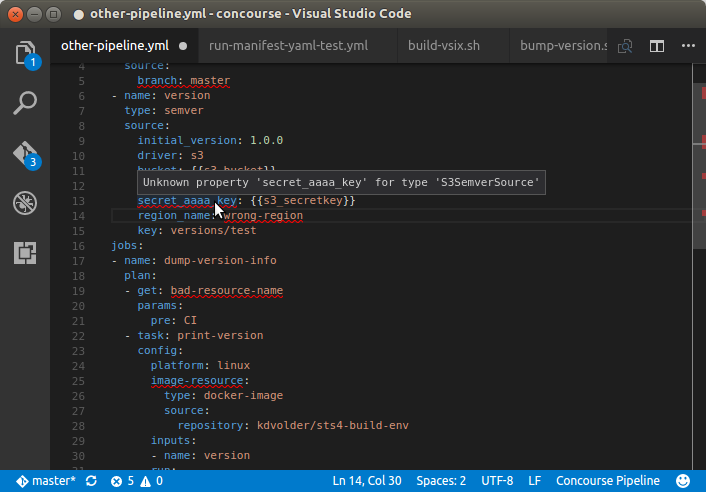 other-pipeline.yml - concourse - Visual Studio Code
other-pipeline.yml run-manifest-yaml-test.yml build-vsix.sh bump-version.s
1
3
4 source:
5 branch: master
6 - name: version
7 type: semver
8 source:
9 initial_version: 1.0.0
10 driver: s3
11 bucket: {{s3_bucket}}
12 Unknown property 'secret_aaaa_key' for type 'S3SemverSource'
13 secret_aaaa_key: {{s3_secretkey}}
14 region_name: wrong-region
15 key: versions/test
16 jobs:
17 - name: dump-version-info
18 plan:
19 - get: bad-resource-name
20 params:
21 pre: CI
22 - task: print-version
23 config:
24 platform: linux
25 image-resource:
26 type: docker-image
27 source:
28 repository: kdvolder/sts4-build-env
29 inputs:
30 - name: version
31 run:
master* 5 0 Ln 14, Col 30 Spaces: 2 UTF-8 LF Concourse Pipeline